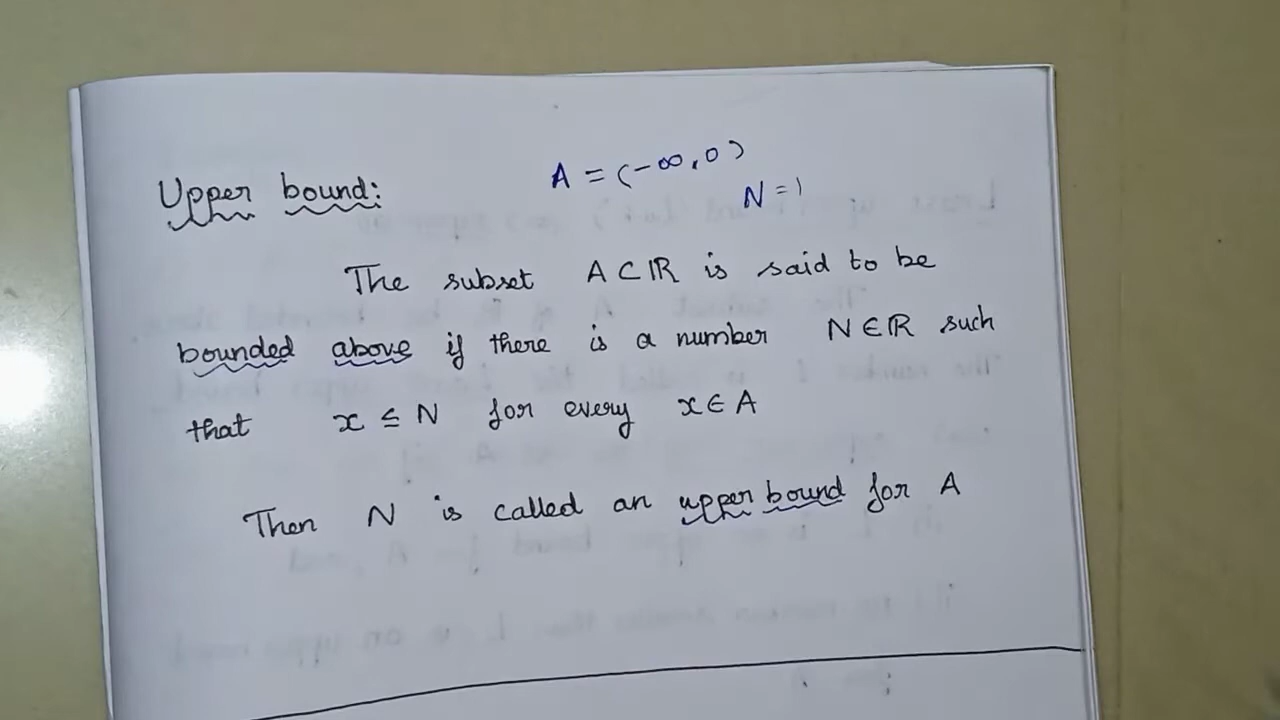 A = (-∞, 0)
Upper bound:
N = 1
The subset A ⊂ ℝ is said to be
bounded above if there is a number N ∈ ℝ such
that x ≤ N for every x ∈ A
Then N is called an upper bound for A